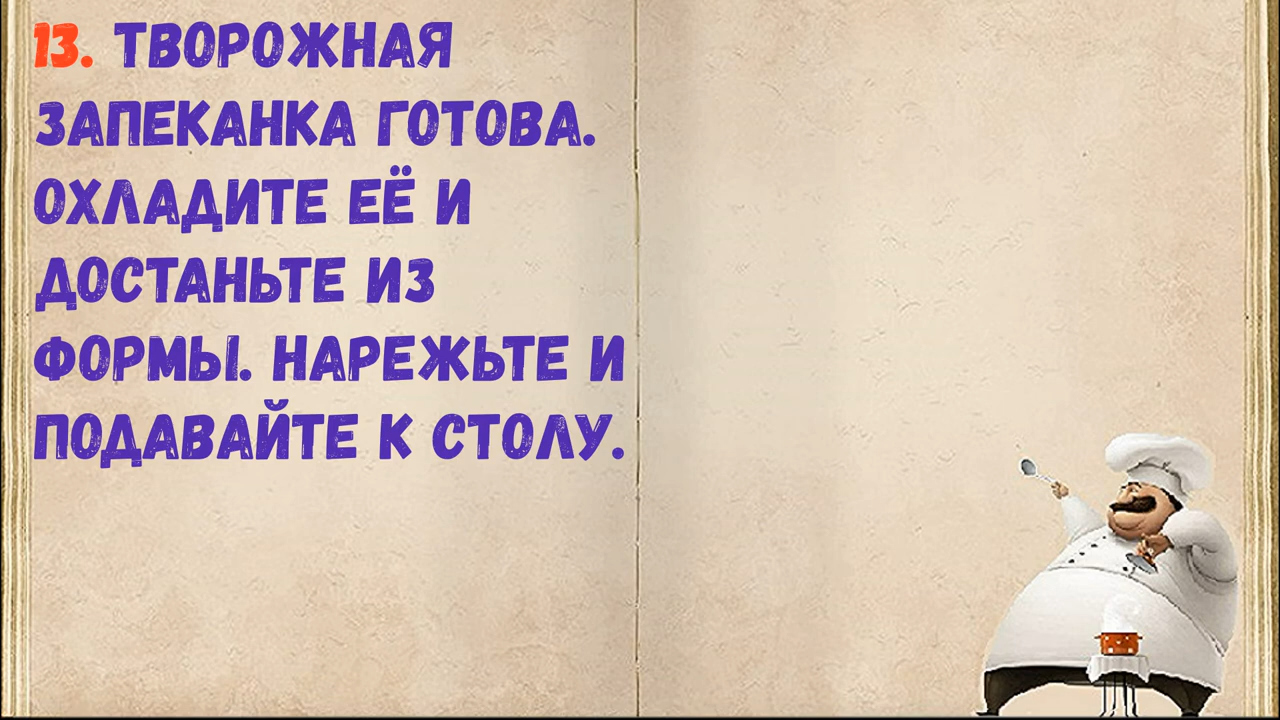 13. ТВОРОЖНАЯ
ЗАПЕКАНКА ГОТОВА.
ОХЛАДИТЕ ЕЁ И
ДОСТАНЬТЕ ИЗ
ФОРМЫ. НАРЕЖЬТЕ И
ПОДАВАЙТЕ К СТОЛУ.